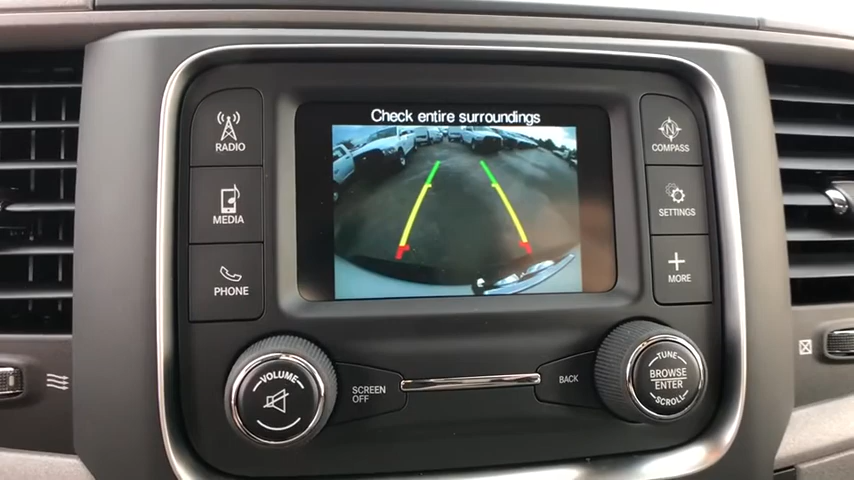 Check entire surroundings
RADIO
MEDIA
PHONE
N
COMPASS
SETTINGS
MORE
VOLUME
SCREEN
OFF
BACK
TUNE
BROWSE
ENTER
SCROLL